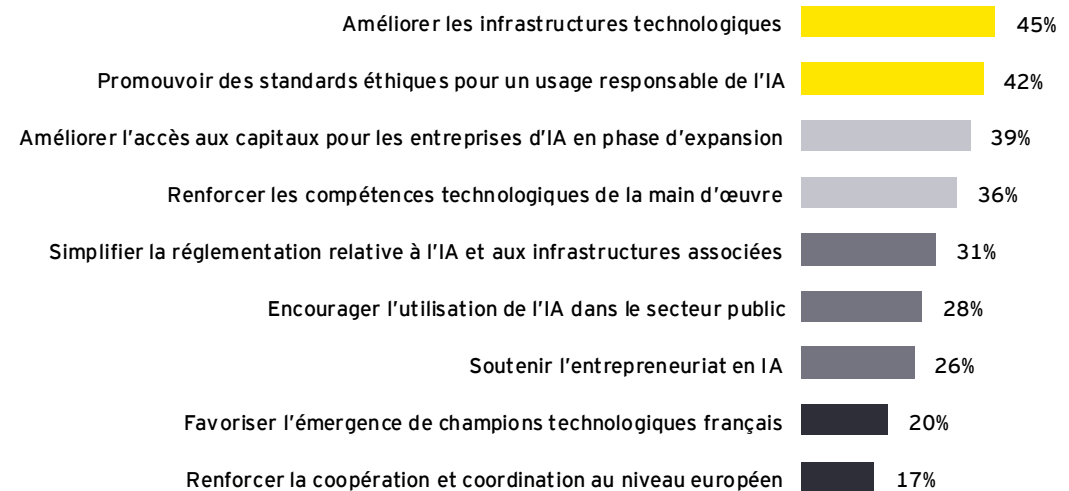 Améliorer les infrastructures technologiques 45%
Promouvoir des standards éthiques pour un usage responsable de l'IA 42%
Améliorer l'accès aux capitaux pour les entreprises d'IA en phase d'expansion 39%
Renforcer les compétences technologiques de la main d'œuvre 36%
Simplifier la réglementation relative à l'IA et aux infrastructures associées 31%
Encourager l'utilisation de l'IA dans le secteur public 28%
Soutenir l'entrepreneuriat en IA 26%
Favoriser l'émergence de champions technologiques français 20%
Renforcer la coopération et coordination au niveau européen 17%